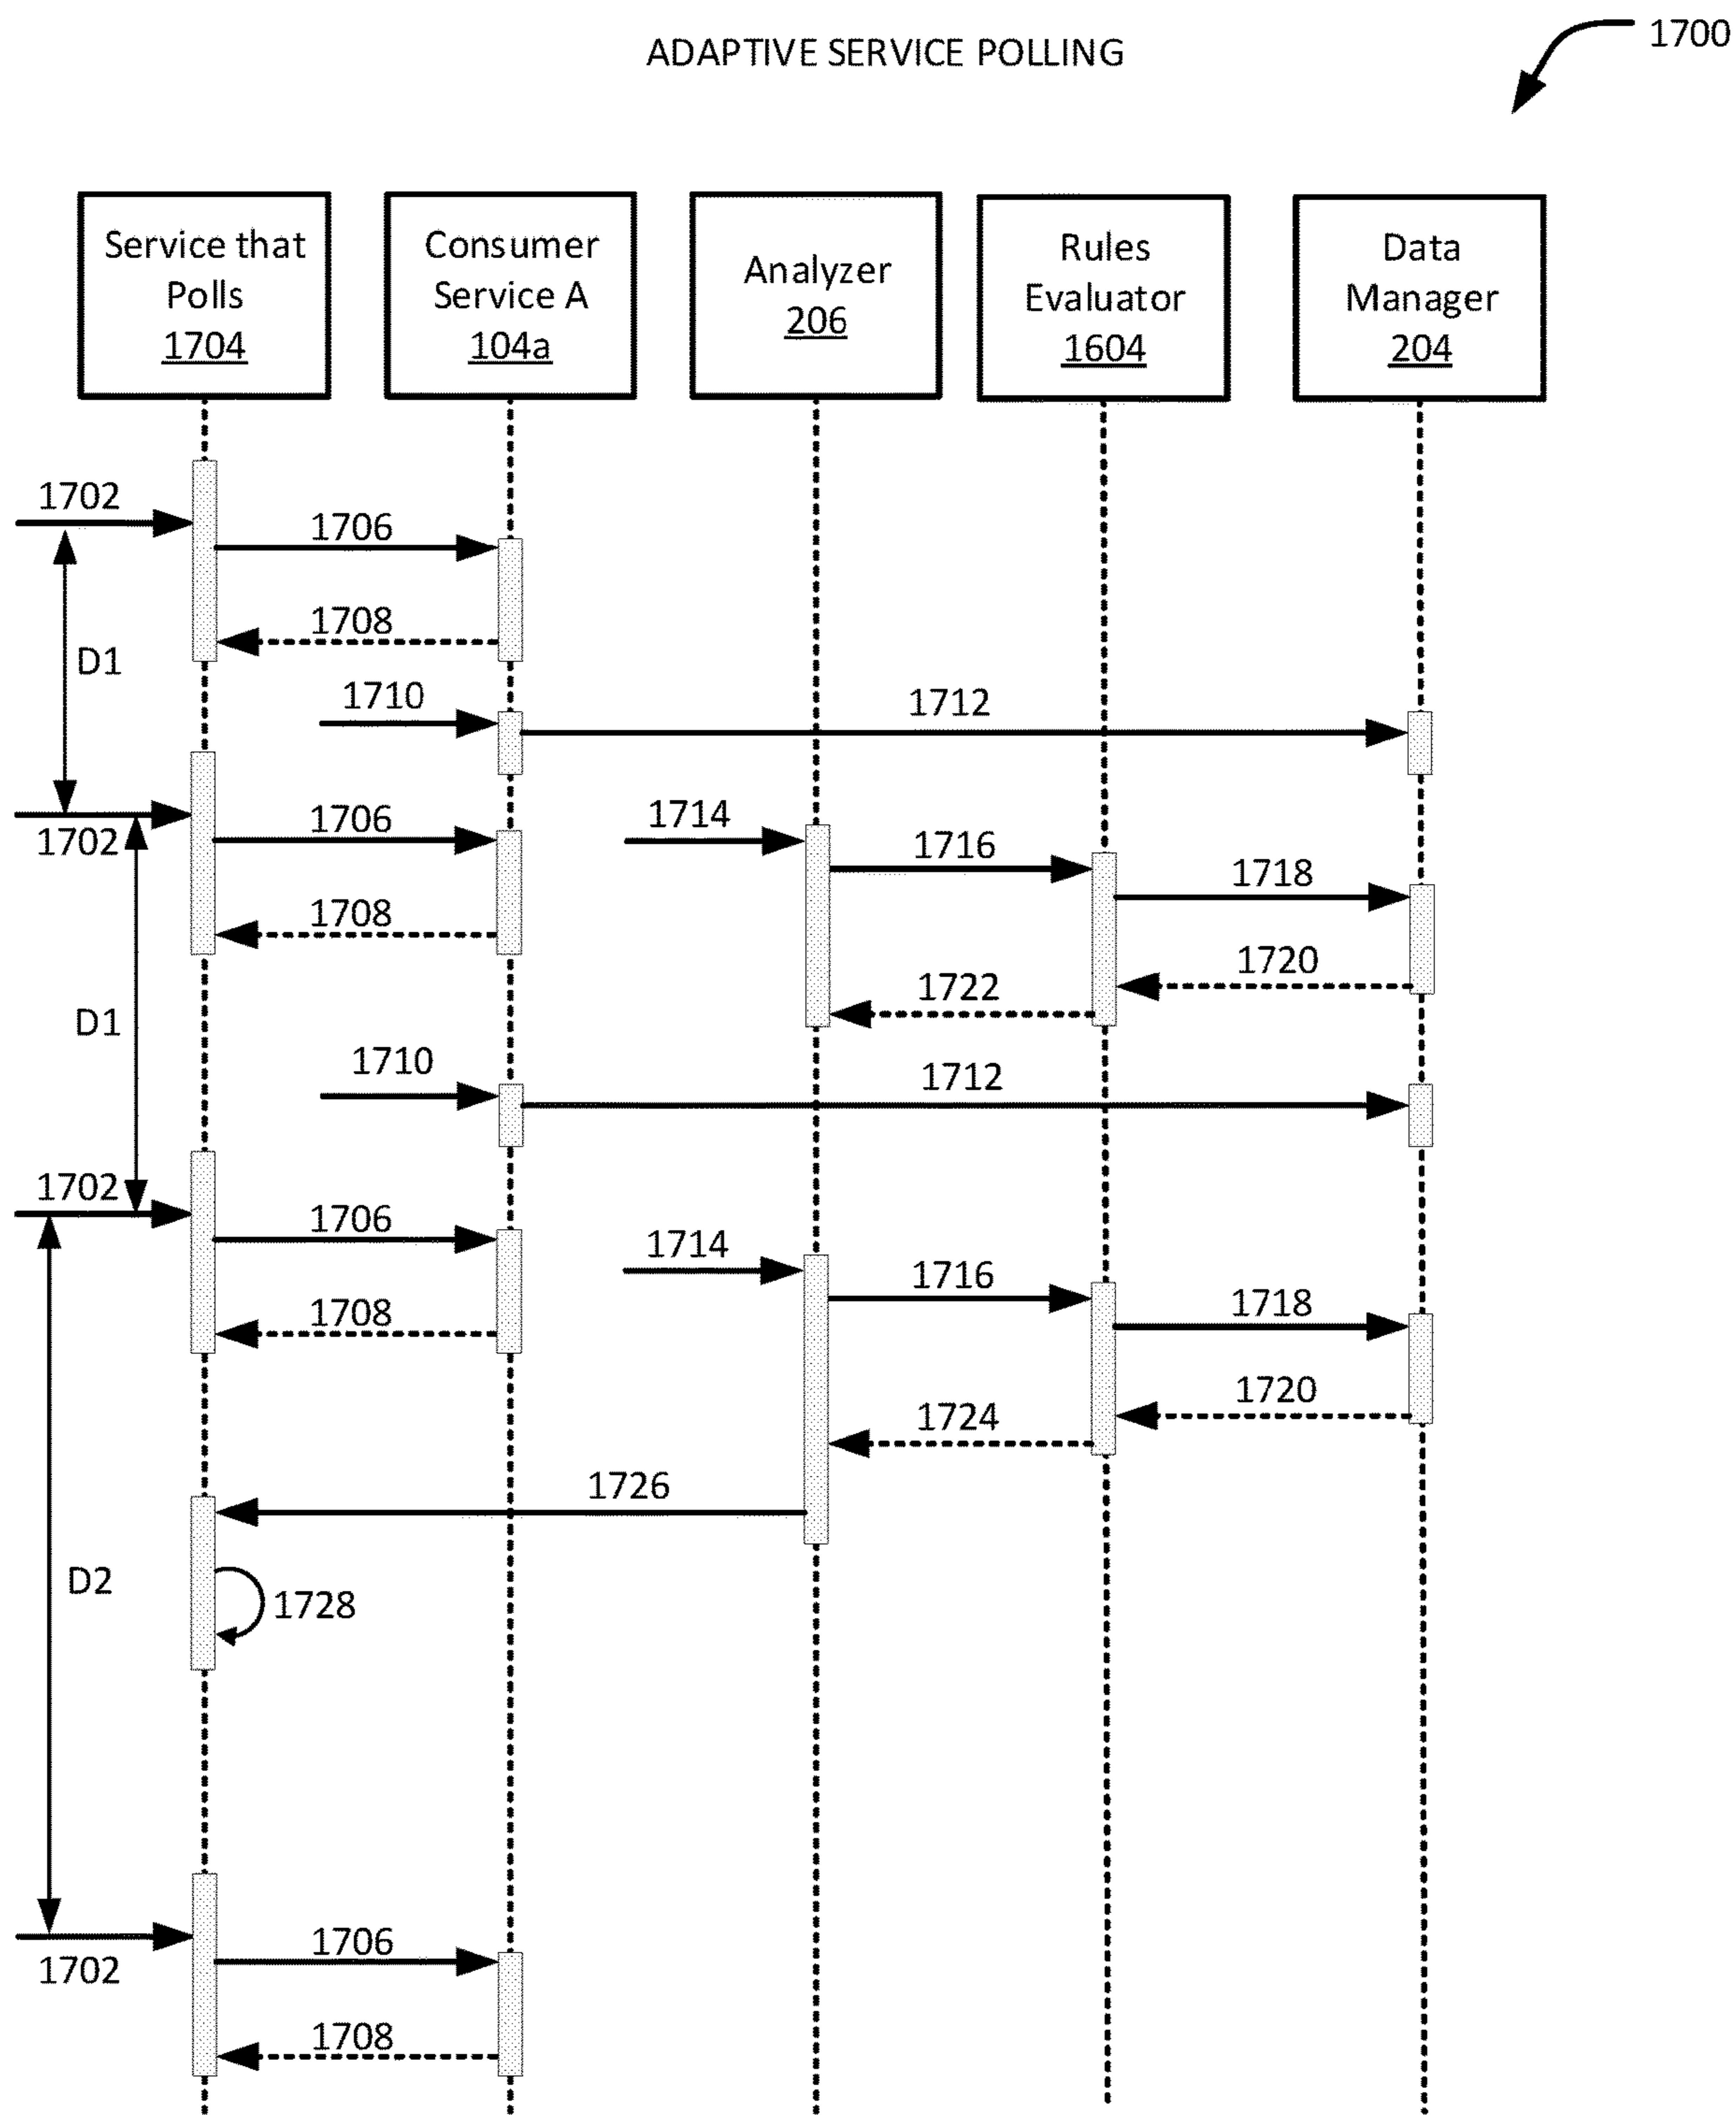 1700
ADAPTIVE SERVICE POLLING
Service that
Polls
1704
Consumer
Service A
104a
Analyzer
206
Rules
Evaluator
1604
Data
Manager
204
1702
1706
1708
D1
1710
1712
1702
1706
1714
1716
1718
1708
1720
1722
D1
1710
1712
1702
1706
1714
1716
1718
1708
1720
1724
1726
D2
1728
1702
1706
1708